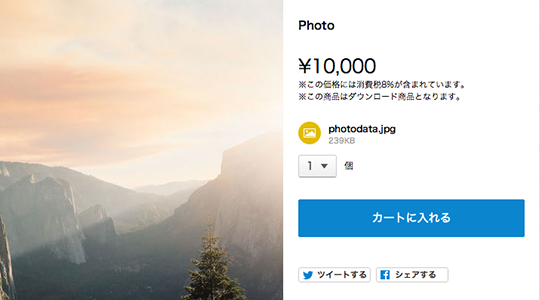 Photo
¥10,000
※この価格には消費税8%が含まれています。
※この商品はダウンロード商品となります。
photodata.jpg
239KB
1 個
カートに入れる
ツイートする シェアする